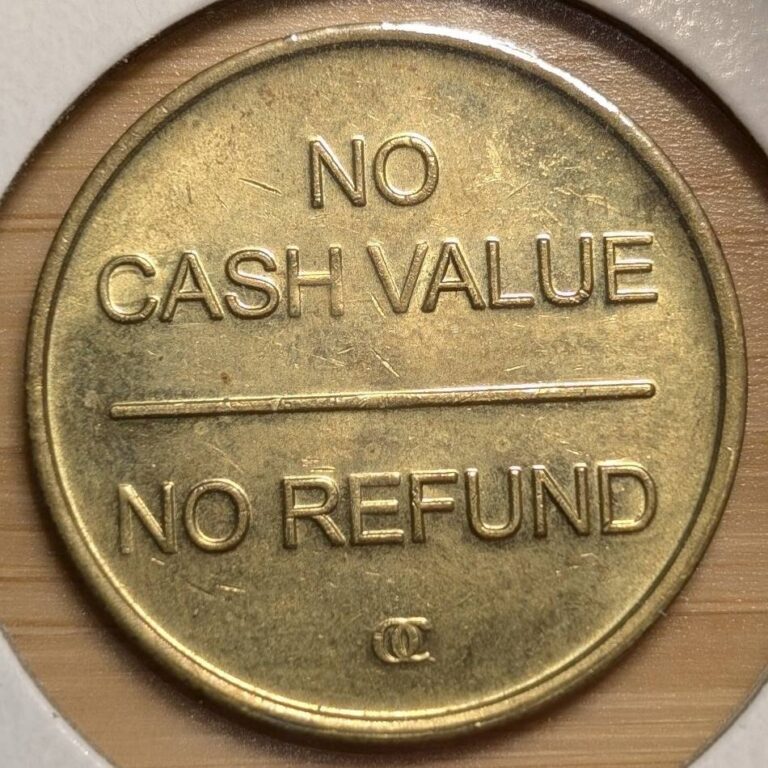 NO
CASH VALUE
NO REFUND